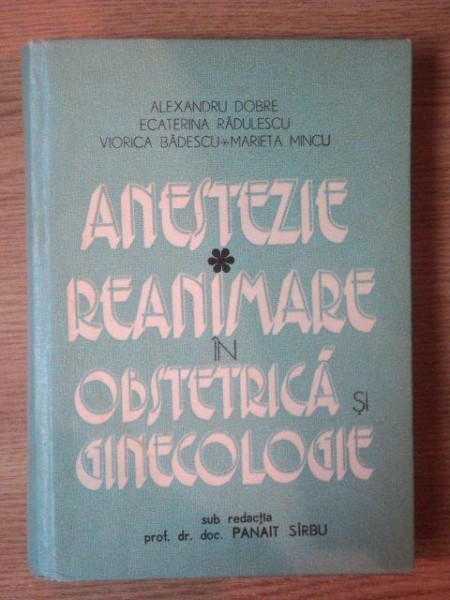 ALEXANDRU DOBRE
ECATERINA RĂDULESCU
VIORICA BĂDESCU * MARIETA MINCU
ANESTEZIE
*
REANIMARE
ÎN
OBSTETRICĂ ȘI
GINECOLOGIE
sub redacția
prof. dr. doc. PANAIT SÎRBU